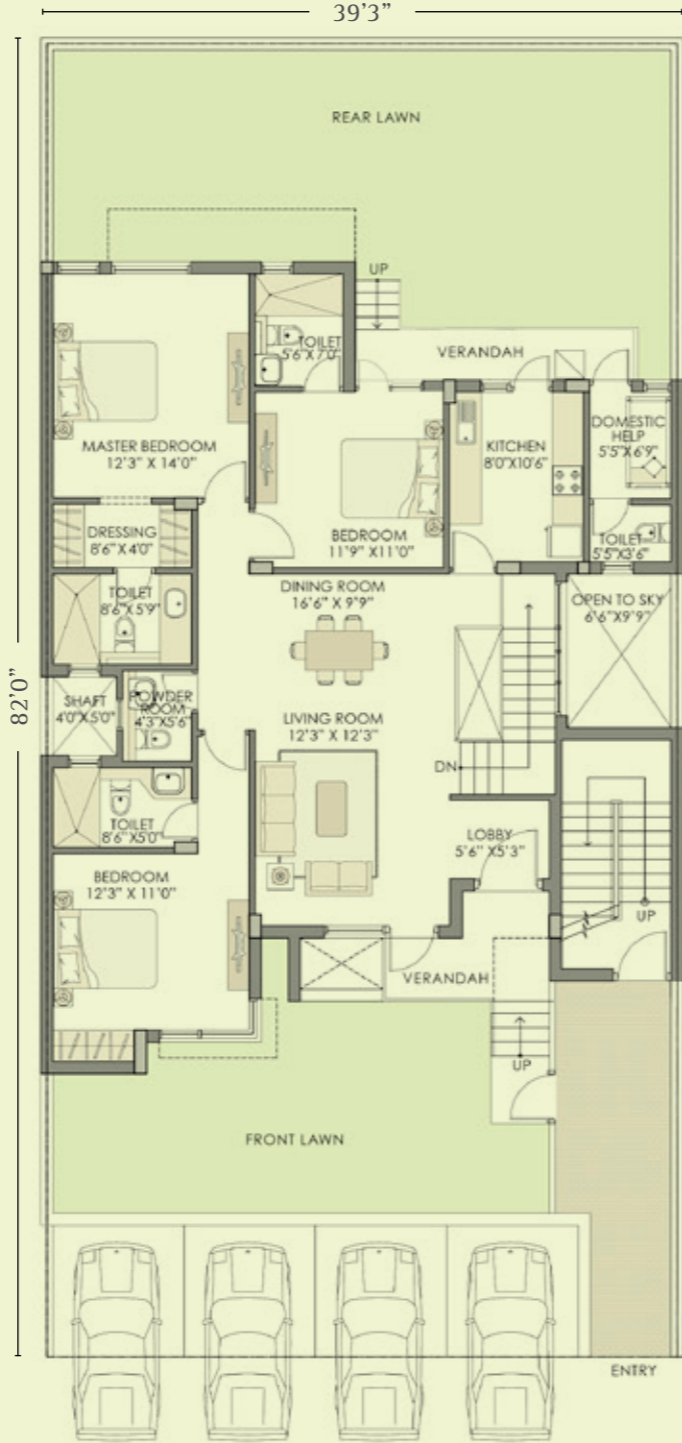 39'3"
REAR LAWN
UP
TOILET
5'6"X7'0"
VERANDAH
MASTER BEDROOM
12'3" X 14'0"
KITCHEN
8'0"X10'6"
DOMESTIC
HELP
5'5"X6'9"
DRESSING
8'6"X4'0"
BEDROOM
11'9" X11'0"
TOILET
5'5"X3'6"
TOILET
8'6"X5'9"
DINING ROOM
16'6" X 9'9"
OPEN TO SKY
6'6"X9'9"
82'0"
SHAFT
4'0"X5'0"
POWDER
ROOM
4'3"X5'6"
LIVING ROOM
12'3" X 12'3"
DN
TOILET
8'6"X5'0"
LOBBY
5'6" X5'3"
BEDROOM
12'3" X 11'0"
UP
VERANDAH
UP
FRONT LAWN
ENTRY